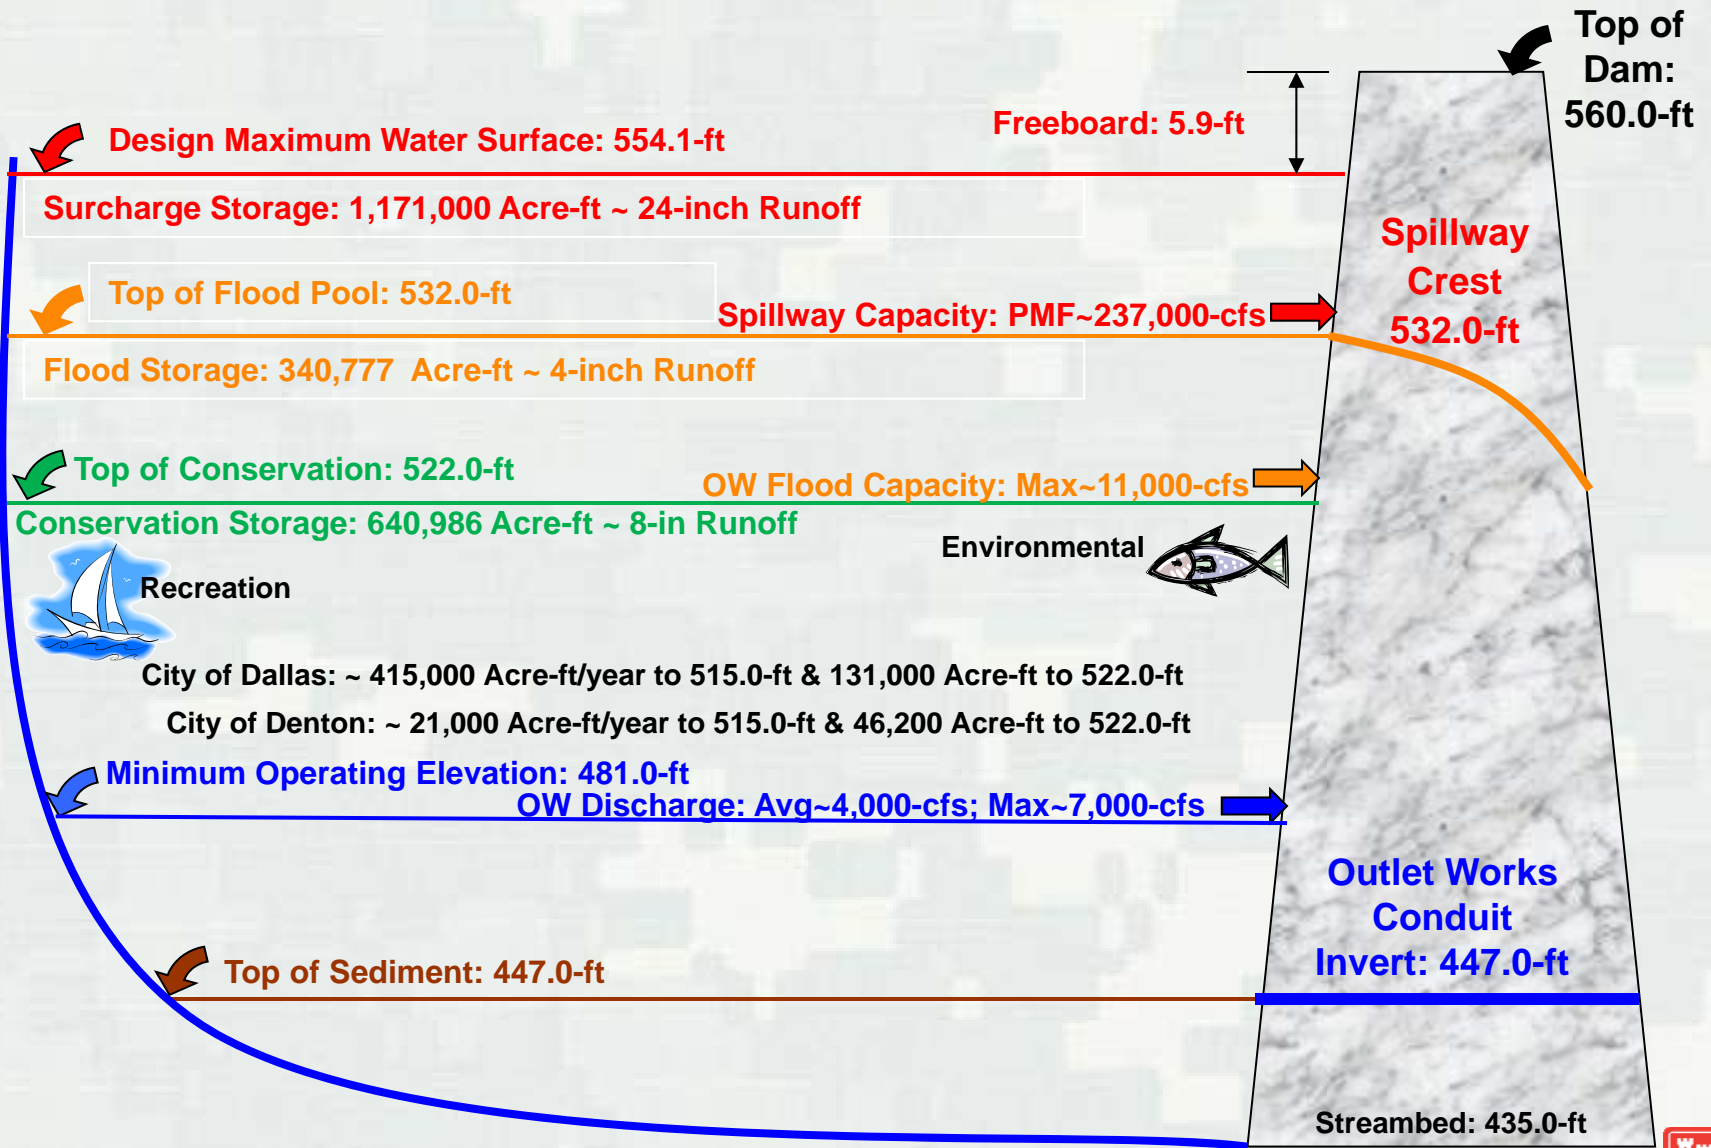 Top of
Dam:
560.0-ft
Freeboard: 5.9-ft
Design Maximum Water Surface: 554.1-ft
Surcharge Storage: 1,171,000 Acre-ft ~ 24-inch Runoff
Spillway
Crest
532.0-ft
Top of Flood Pool: 532.0-ft
Spillway Capacity: PMF~237,000-cfs
Flood Storage: 340,777 Acre-ft ~ 4-inch Runoff
Top of Conservation: 522.0-ft
OW Flood Capacity: Max~11,000-cfs
Conservation Storage: 640,986 Acre-ft ~ 8-in Runoff
Environmental
Recreation
City of Dallas: ~ 415,000 Acre-ft/year to 515.0-ft & 131,000 Acre-ft to 522.0-ft
City of Denton: ~ 21,000 Acre-ft/year to 515.0-ft & 46,200 Acre-ft to 522.0-ft
Minimum Operating Elevation: 481.0-ft
OW Discharge: Avg~4,000-cfs; Max~7,000-cfs
Outlet Works
Conduit
Invert: 447.0-ft
Top of Sediment: 447.0-ft
Streambed: 435.0-ft